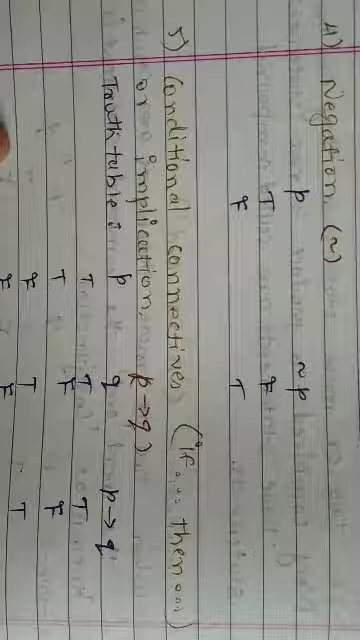 4) Negation (~)
p ~p
T F
F T
5) Conditional connectives (if... then...)
or implication, p→q)
Truth table: p q p→q
T T T
T F F
F T T
F F